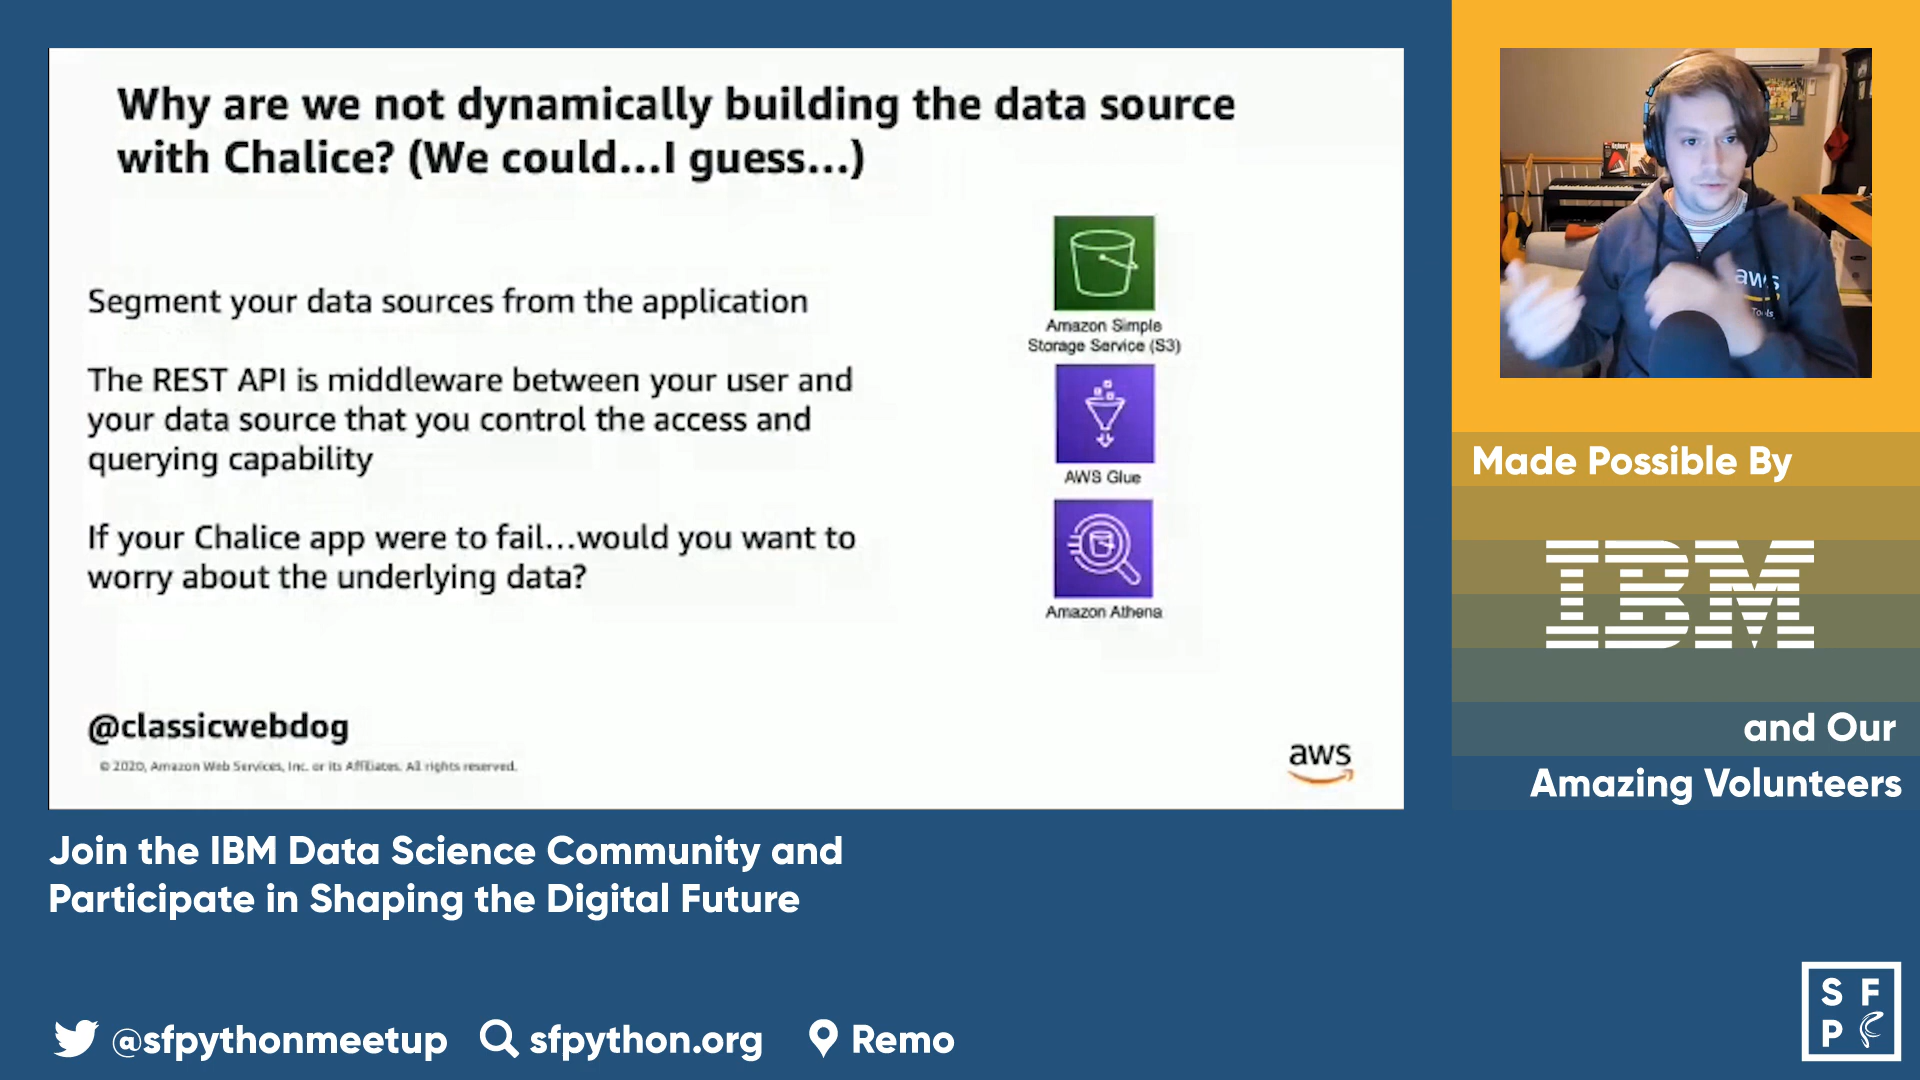 Why are we not dynamically building the data source
with Chalice? (We could...I guess...)
Segment your data sources from the application
The REST API is middleware between your user and
your data source that you control the access and
querying capability
If your Chalice app were to fail...would you want to
worry about the underlying data?
Amazon Simple
Storage Service (S3)
AWS Glue
Amazon Athena
@classicwebdog
© 2020, Amazon Web Services, Inc. or its Affiliates. All rights reserved.
aws
aws
Made Possible By
IBM
and Our
Amazing Volunteers
Join the IBM Data Science Community and
Participate in Shaping the Digital Future
@sfpythonmeetup
sfpython.org
Remo
S F
P